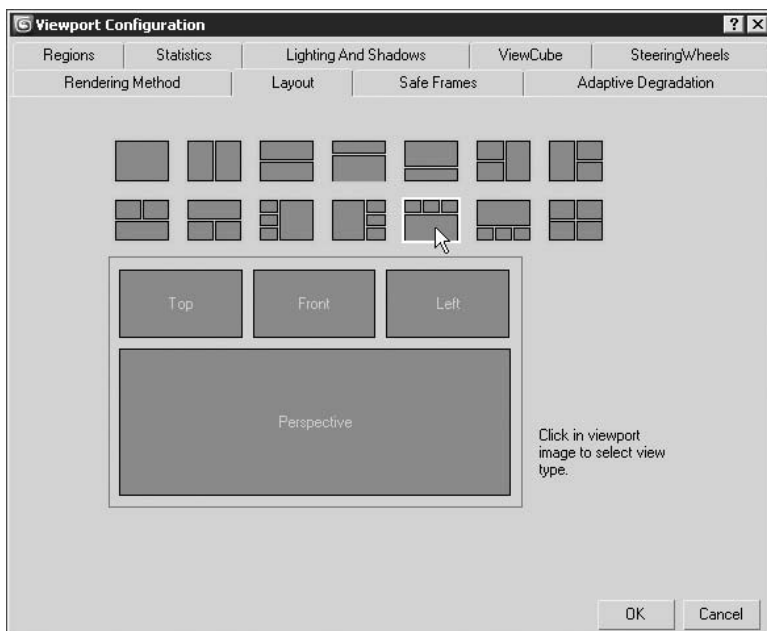 Viewport Configuration
Regions Statistics Lighting And Shadows ViewCube SteeringWheels
Rendering Method Layout Safe Frames Adaptive Degradation
Top Front Left
Perspective
Click in viewport
image to select view
type.
OK Cancel